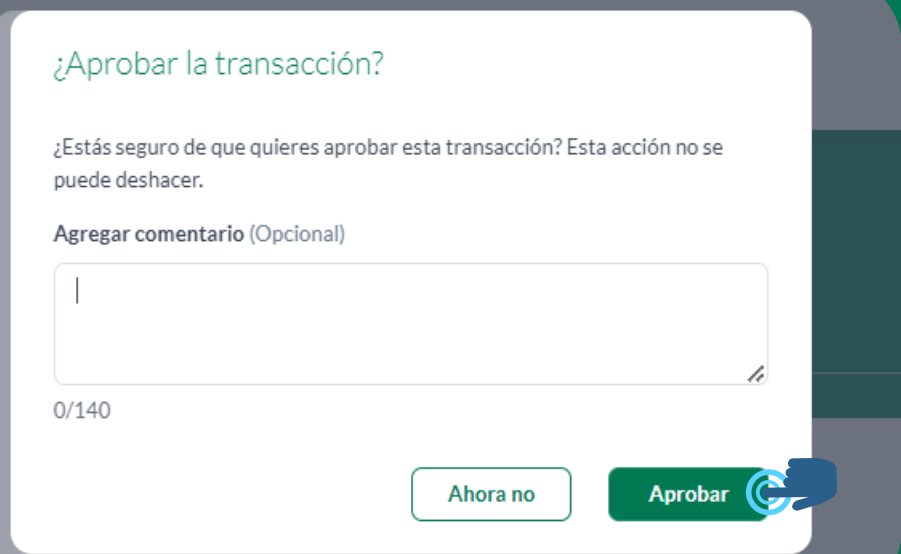 ¿Aprobar la transacción?
¿Estás seguro de que quieres aprobar esta transacción? Esta acción no se
puede deshacer.
Agregar comentario (Opcional)
0/140
Ahora no
Aprobar